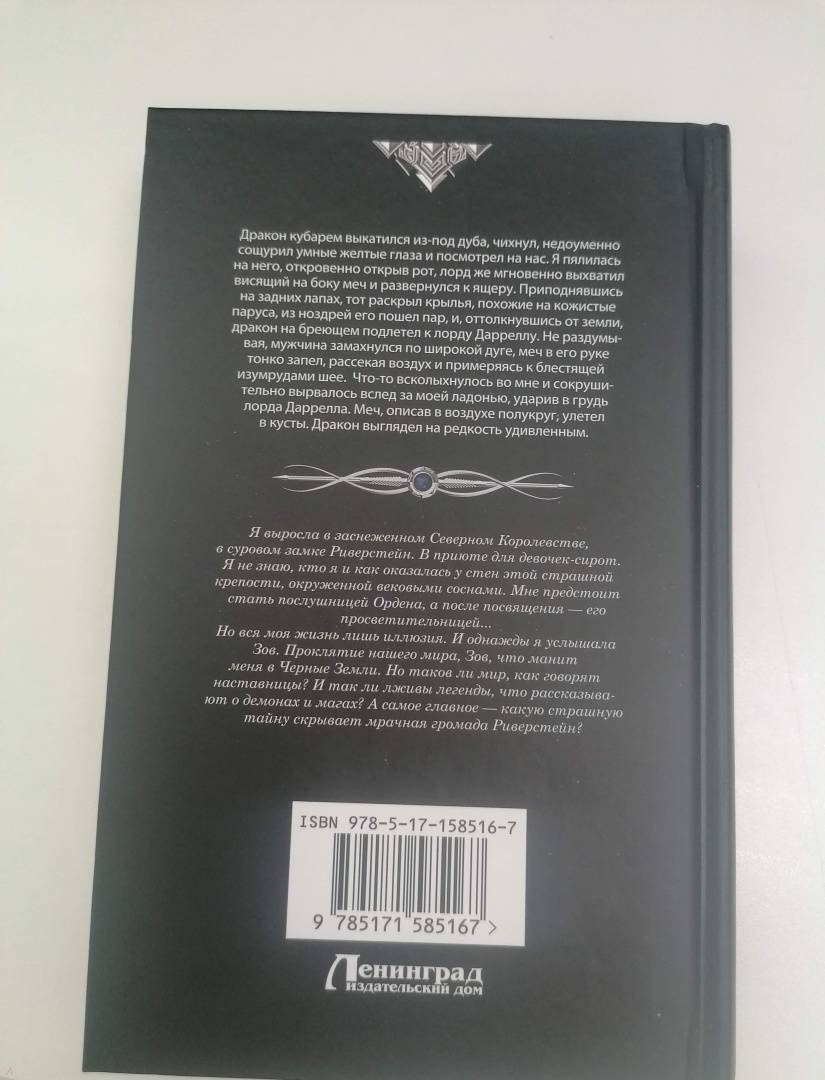 Дракон кубарем выкатился из-под дуба, чихнул, недоуменно
сощурил умные желтые глаза и посмотрел на нас. Я пялилась
на него, откровенно открыв рот, лорд же мгновенно выхватил
висящий на боку меч и развернулся к ящеру. Приподнявшись
на задних лапах, тот раскрыл крылья, похожие на кожистые
паруса, из ноздрей его пошел пар, и, оттолкнувшись от земли,
дракон на бреющем подлетел к лорду Дарреллу. Не раздумы-
вая, мужчина замахнулся по широкой дуге, меч в его руке
тонко запел, рассекая воздух и примеряясь к блестящей
изумрудами шее. Что-то всколыхнулось во мне и сокруши-
тельно вырвалось вслед за моей ладонью, ударив в грудь
лорда Даррелла. Меч, описав в воздухе полукруг, улетел
в кусты. Дракон выглядел на редкость удивленным.
Я выросла в заснеженном Северном Королевстве,
в суровом замке Риверстейн. В приюте для девочек-сирот.
Я не знаю, кто я и как оказалась у стен этой страшной
крепости, окруженной вековыми соснами. Мне предстоит
стать послушницей Ордена, а после посвящения — его
просветительницей...
Но вся моя жизнь лишь иллюзия. И однажды я услышала
Зов. Проклятие нашего мира, Зов, что манит
меня в Черные Земли. Но таков ли мир, как говорят
наставницы? И так ли лживы легенды, что рассказыва-
ют о демонах и магах? А самое главное — какую страшную
тайну скрывает мрачная громада Риверстейн?
ISBN 978-5-17-158516-7
9 785171 585167 >
Ленинград
издательский дом